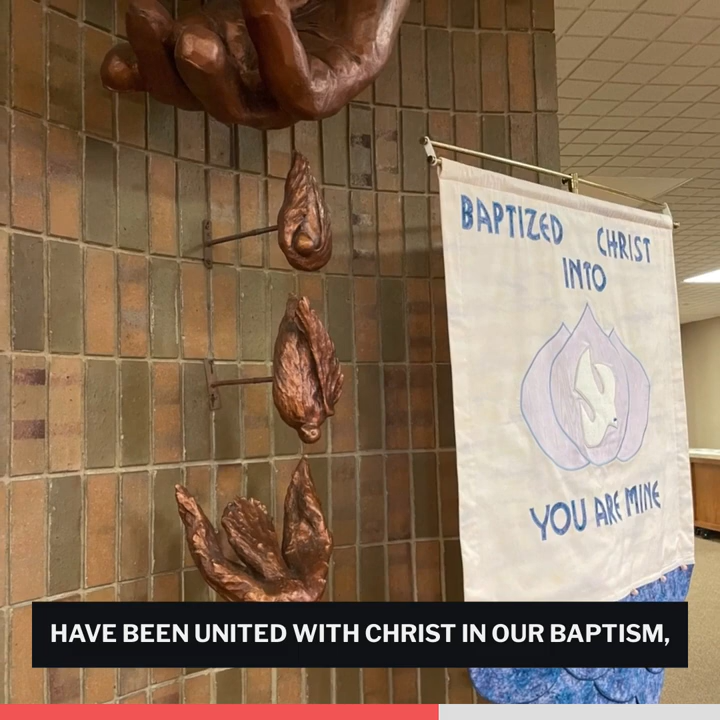 BAPTIZED CHRIST
INTO
YOU ARE MINE
HAVE BEEN UNITED WITH CHRIST IN OUR BAPTISM,